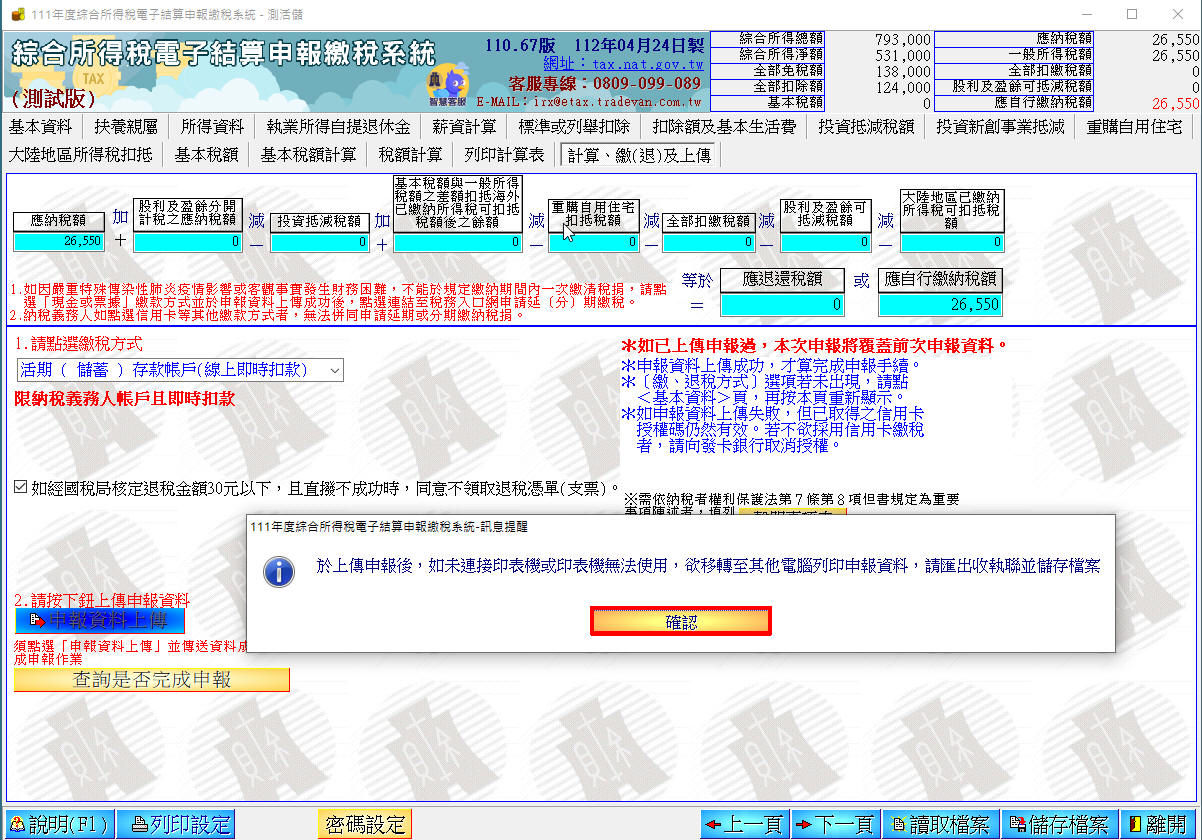 111年度綜合所得稅電子結算申報繳稅系統 - 測活儲
綜合所得稅電子結算申報繳稅系統
(測試版)
TAX
智慧客服
110.67版 112年04月24日製
網址：tax.nat.gov.tw
客服專線：0809-099-089
E-MAIL：irx@etax.tradevan.com.tw
綜合所得總額 793,000 應納稅額 26,550
綜合所得淨額 531,000 一般所得稅額 26,550
全部免稅額 138,000 全部扣繳稅額 0
全部扣除額 124,000 股利及盈餘可抵減稅額 0
基本稅額 0 應自行繳納稅額 26,550
基本資料 扶養親屬 所得資料 執業所得自提退休金 薪資計算 標準或列舉扣除 扣除額及基本生活費 投資抵減稅額 投資新創事業抵減 重購自用住宅
大陸地區所得稅扣抵 基本稅額 基本稅額計算 稅額計算 列印計算表 計算、繳(退)及上傳
應納稅額
26,550
加
＋
股利及盈餘分開
計稅之應納稅額
0
減
－
投資抵減稅額
0
加
＋
基本稅額與一般所得
稅額之差額扣抵海外
已繳納所得稅可扣抵
稅額後之餘額
0
減
－
重購自用住宅
扣抵稅額
0
減
－
全部扣繳稅額
0
減
－
股利及盈餘可
抵減稅額
0
減
－
大陸地區已繳納
所得稅可扣抵稅
額
0
等於
＝
應退還稅額
0
或
應自行繳納稅額
26,550
1.如因嚴重特殊傳染性肺炎疫情影響或客觀事實發生財務困難，不能於規定繳納期間內一次繳清稅捐，請點
選「現金或票據」繳款方式並於申報資料上傳成功後，點選連結至稅務入口網申請延（分）期繳稅。
2.納稅義務人如點選信用卡等其他繳款方式者，無法併同申請延期或分期繳納稅捐。
1.請點選繳稅方式
活期（ 儲蓄 ）存款帳戶(線上即時扣款)
限納稅義務人帳戶且即時扣款
＊如已上傳申報過，本次申報將覆蓋前次申報資料。
＊申報資料上傳成功，才算完成申報手續。
＊〔繳、退稅方式〕選項若未出現，請點
＜基本資料＞頁，再按本頁重新顯示。
＊如申報資料上傳失敗，但已取得之信用卡
授權碼仍然有效。若不欲採用信用卡繳稅
者，請向發卡銀行取消授權。
如經國稅局核定退稅金額30元以下，且直撥不成功時，同意不領取退稅憑單(支票)。
※需依納稅者權利保護法第７條第８項但書規定為重要
事項陳述者，填列
111年度綜合所得稅電子結算申報繳稅系統-訊息提醒
於上傳申報後，如未連接印表機或印表機無法使用，欲移轉至其他電腦列印申報資料，請匯出收執聯並儲存檔案
確認
2.請按下鈕上傳申報資料
申報資料上傳
須點選「申報資料上傳」並傳送資料成
成申報作業
查詢是否完成申報
說明(F1) 列印設定 密碼設定 上一頁 下一頁 讀取檔案 儲存檔案 離開